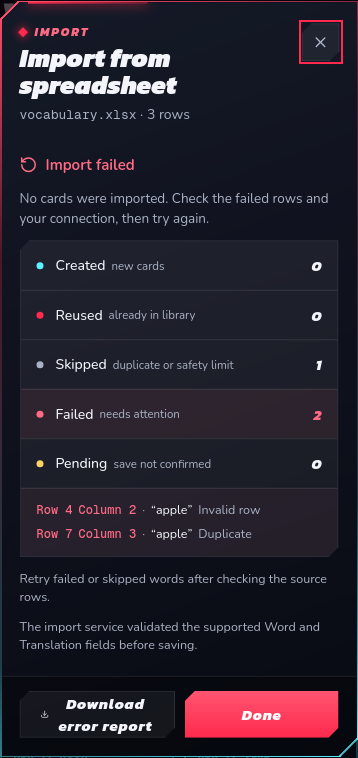 IMPORT
Import from
spreadsheet
vocabulary.xlsx · 3 rows
Import failed
No cards were imported. Check the failed rows and
your connection, then try again.
Created new cards 0
Reused already in library 0
Skipped duplicate or safety limit 1
Failed needs attention 2
Pending save not confirmed 0
Row 4 Column 2 · “apple” Invalid row
Row 7 Column 3 · “apple” Duplicate
Retry failed or skipped words after checking the source
rows.
The import service validated the supported Word and
Translation fields before saving.
Download
error report
Done